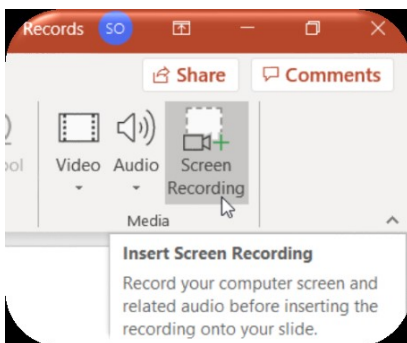 Records SO
Share Comments
Video Audio Screen
Recording
Media
Insert Screen Recording
Record your computer screen and
related audio before inserting the
recording onto your slide.